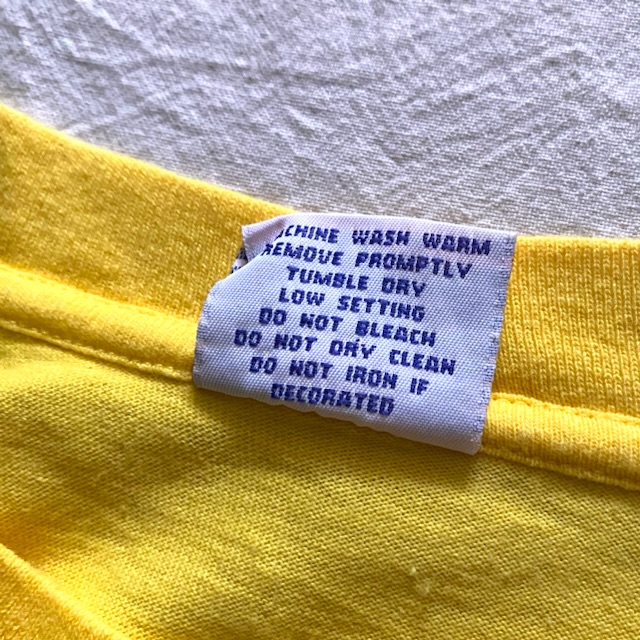 ACHINE WASH WARM
REMOVE PROMPTLY
TUMBLE DRY
LOW SETTING
DO NOT BLEACH
DO NOT DRY CLEAN
DO NOT IRON IF
DECORATED